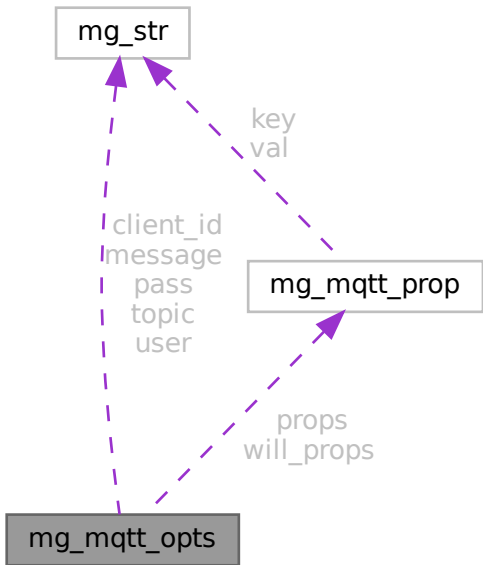 mg_str
key
val
client_id
message
pass
topic
user
mg_mqtt_prop
props
will_props
mg_mqtt_opts